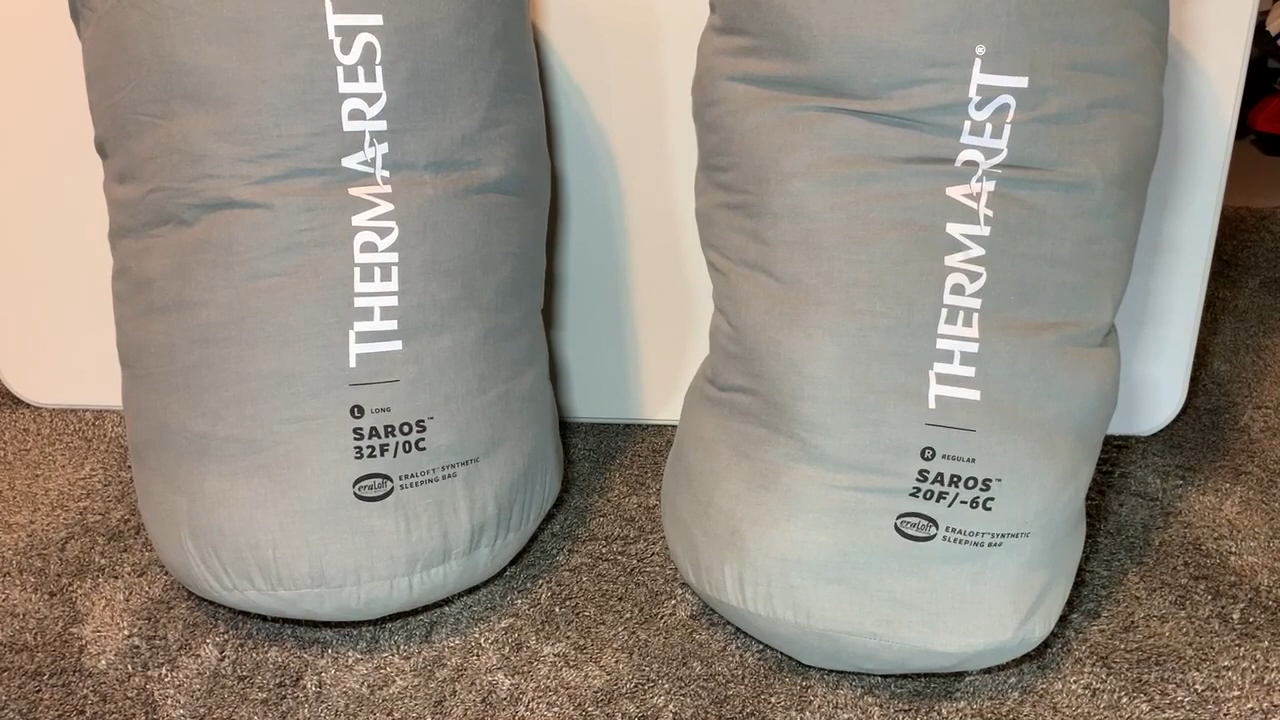 THERMAREST
L LONG
SAROS™
32F/0C
eraLoft
ERALOFT™ SYNTHETIC
SLEEPING BAG
THERMAREST®
R REGULAR
SAROS™
20F/-6C
eraLoft
ERALOFT™ SYNTHETIC
SLEEPING BAG